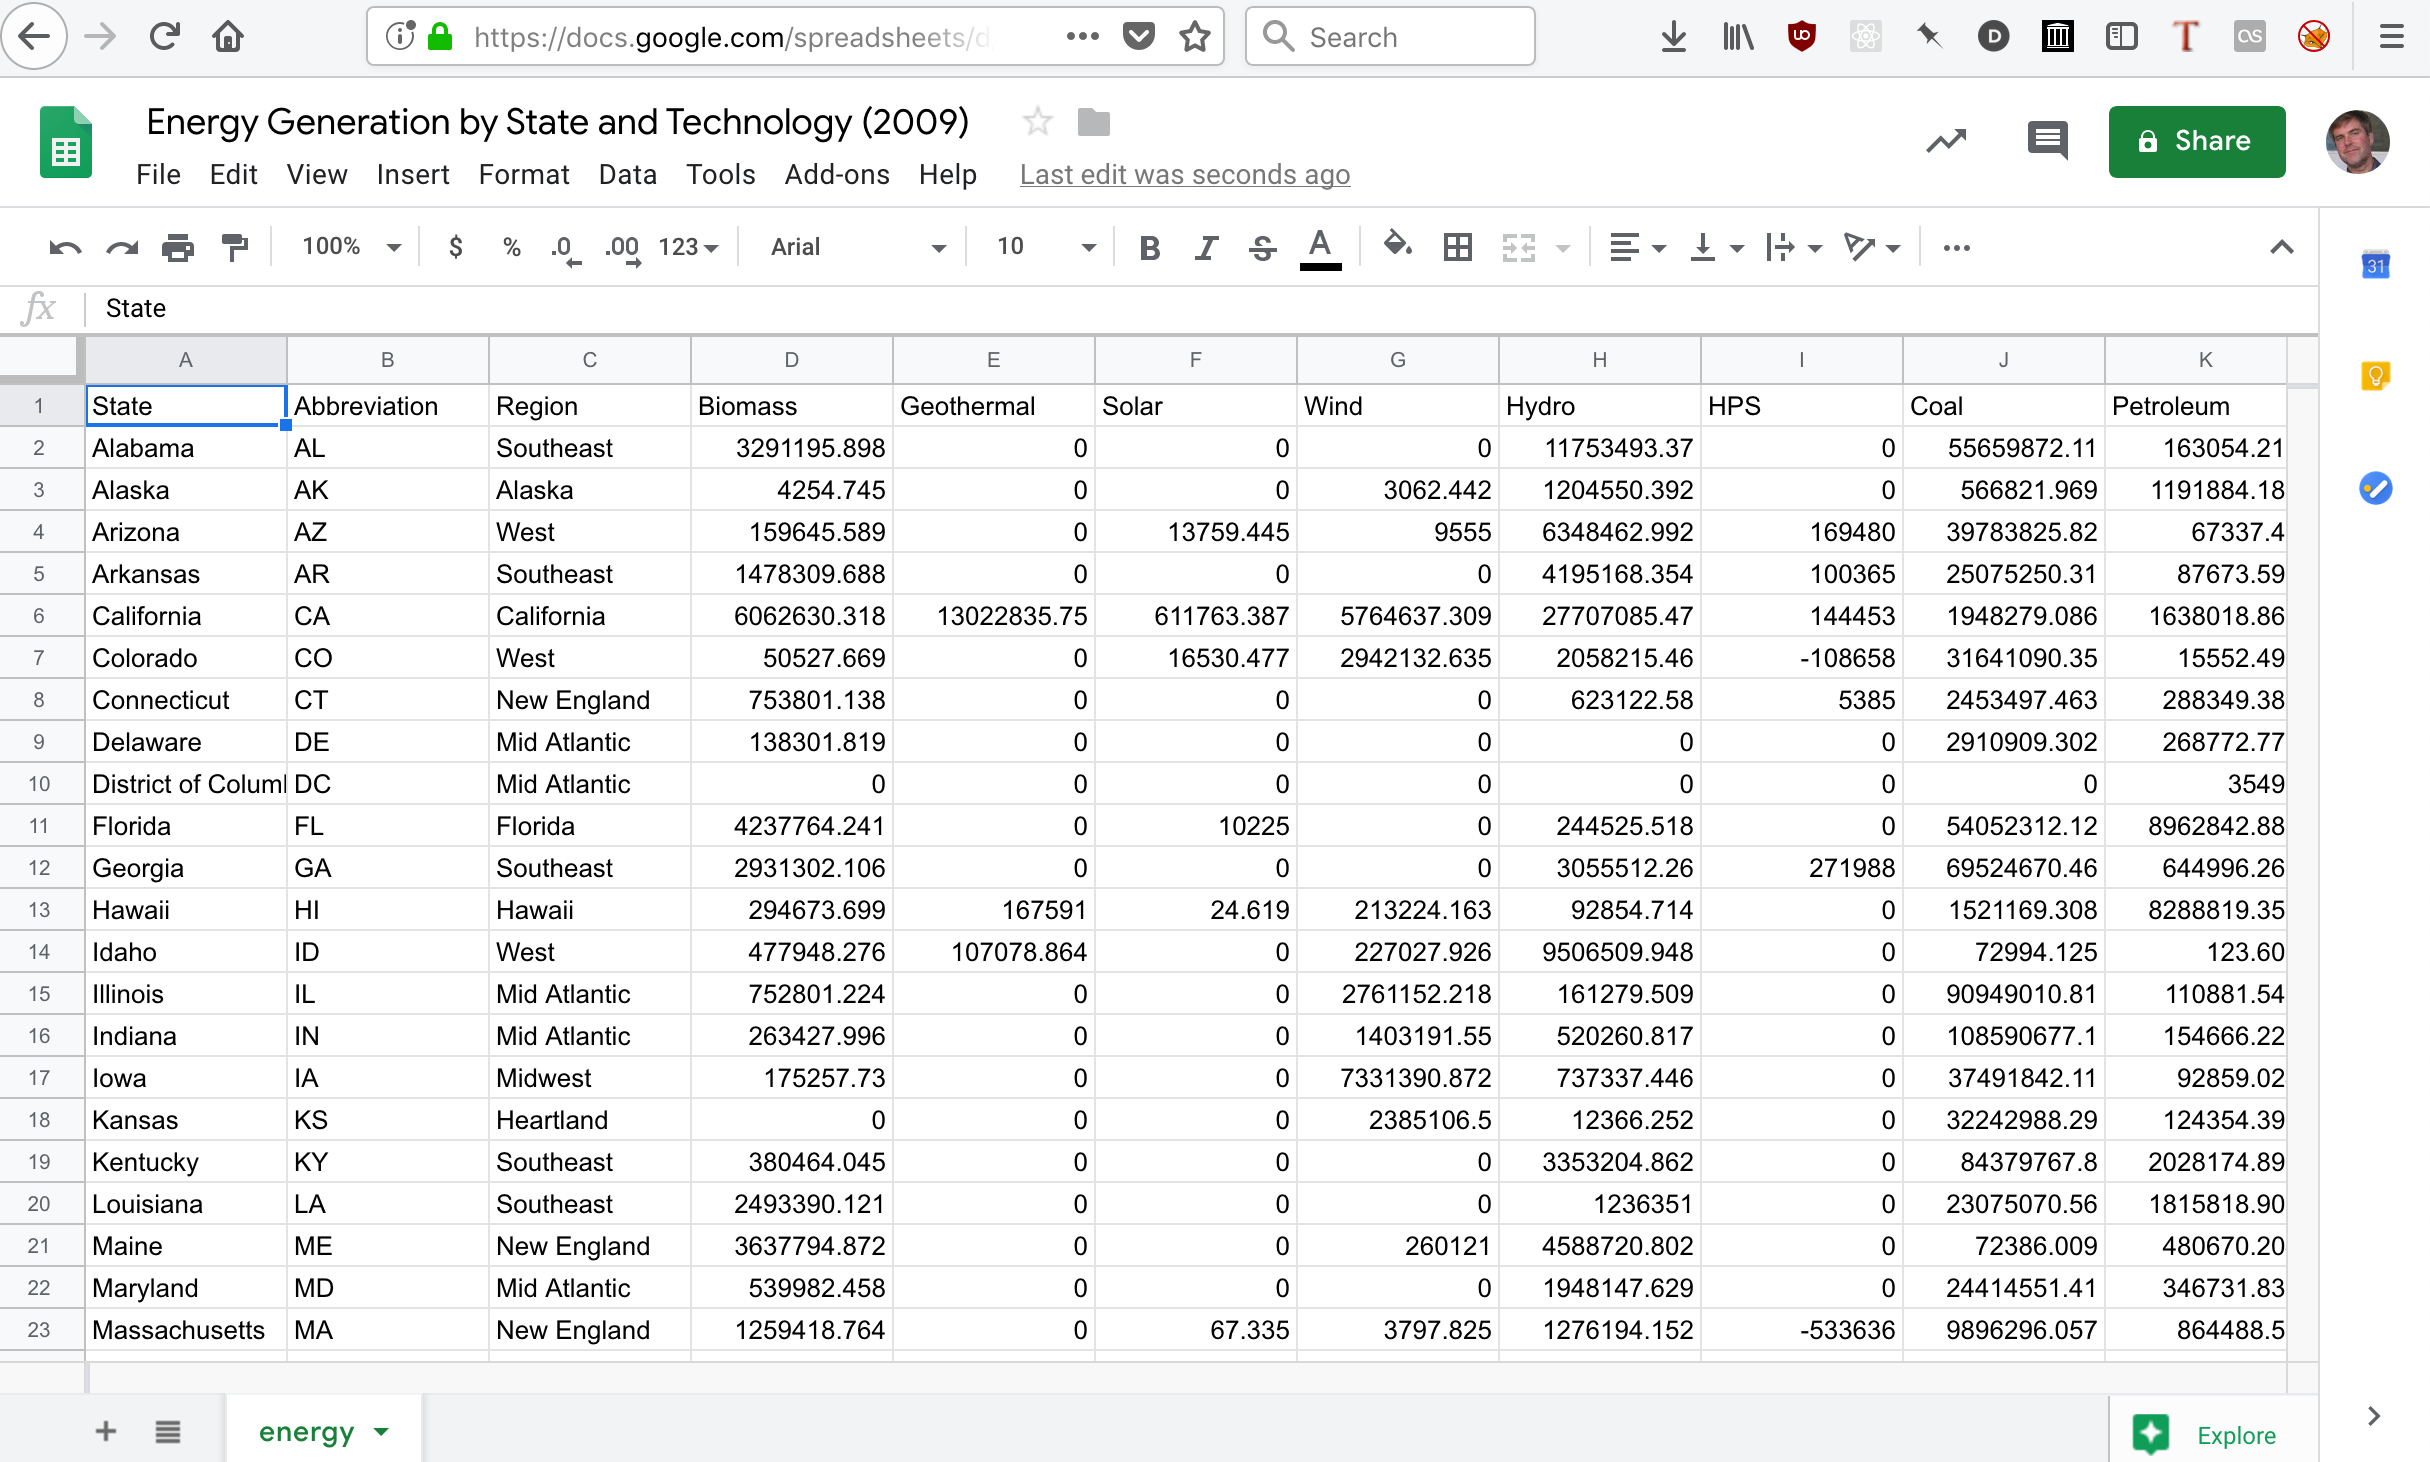 https://docs.google.com/spreadsheets/d
Search
Energy Generation by State and Technology (2009)
Share
File Edit View Insert Format Data Tools Add-ons Help Last edit was seconds ago
100% $ % .0 .00 123 Arial 10 B I S A
31
fx State
A B C D E F G H I J K
1 State Abbreviation Region Biomass Geothermal Solar Wind Hydro HPS Coal Petroleum
2 Alabama AL Southeast 3291195.898 0 0 0 11753493.37 0 55659872.11 163054.21
3 Alaska AK Alaska 4254.745 0 0 3062.442 1204550.392 0 566821.969 1191884.18
4 Arizona AZ West 159645.589 0 13759.445 9555 6348462.992 169480 39783825.82 67337.4
5 Arkansas AR Southeast 1478309.688 0 0 0 4195168.354 100365 25075250.31 87673.59
6 California CA California 6062630.318 13022835.75 611763.387 5764637.309 27707085.47 144453 1948279.086 1638018.86
7 Colorado CO West 50527.669 0 16530.477 2942132.635 2058215.46 -108658 31641090.35 15552.49
8 Connecticut CT New England 753801.138 0 0 0 623122.58 5385 2453497.463 288349.38
9 Delaware DE Mid Atlantic 138301.819 0 0 0 0 0 2910909.302 268772.77
10 District of Colum DC Mid Atlantic 0 0 0 0 0 0 0 3549
11 Florida FL Florida 4237764.241 0 10225 0 244525.518 0 54052312.12 8962842.88
12 Georgia GA Southeast 2931302.106 0 0 0 3055512.26 271988 69524670.46 644996.26
13 Hawaii HI Hawaii 294673.699 167591 24.619 213224.163 92854.714 0 1521169.308 8288819.35
14 Idaho ID West 477948.276 107078.864 0 227027.926 9506509.948 0 72994.125 123.60
15 Illinois IL Mid Atlantic 752801.224 0 0 2761152.218 161279.509 0 90949010.81 110881.54
16 Indiana IN Mid Atlantic 263427.996 0 0 1403191.55 520260.817 0 108590677.1 154666.22
17 Iowa IA Midwest 175257.73 0 0 7331390.872 737337.446 0 37491842.11 92859.02
18 Kansas KS Heartland 0 0 0 2385106.5 12366.252 0 32242988.29 124354.39
19 Kentucky KY Southeast 380464.045 0 0 0 3353204.862 0 84379767.8 2028174.89
20 Louisiana LA Southeast 2493390.121 0 0 0 1236351 0 23075070.56 1815818.90
21 Maine ME New England 3637794.872 0 0 260121 4588720.802 0 72386.009 480670.20
22 Maryland MD Mid Atlantic 539982.458 0 0 0 1948147.629 0 24414551.41 346731.83
23 Massachusetts MA New England 1259418.764 0 67.335 3797.825 1276194.152 -533636 9896296.057 864488.5
energy
Explore